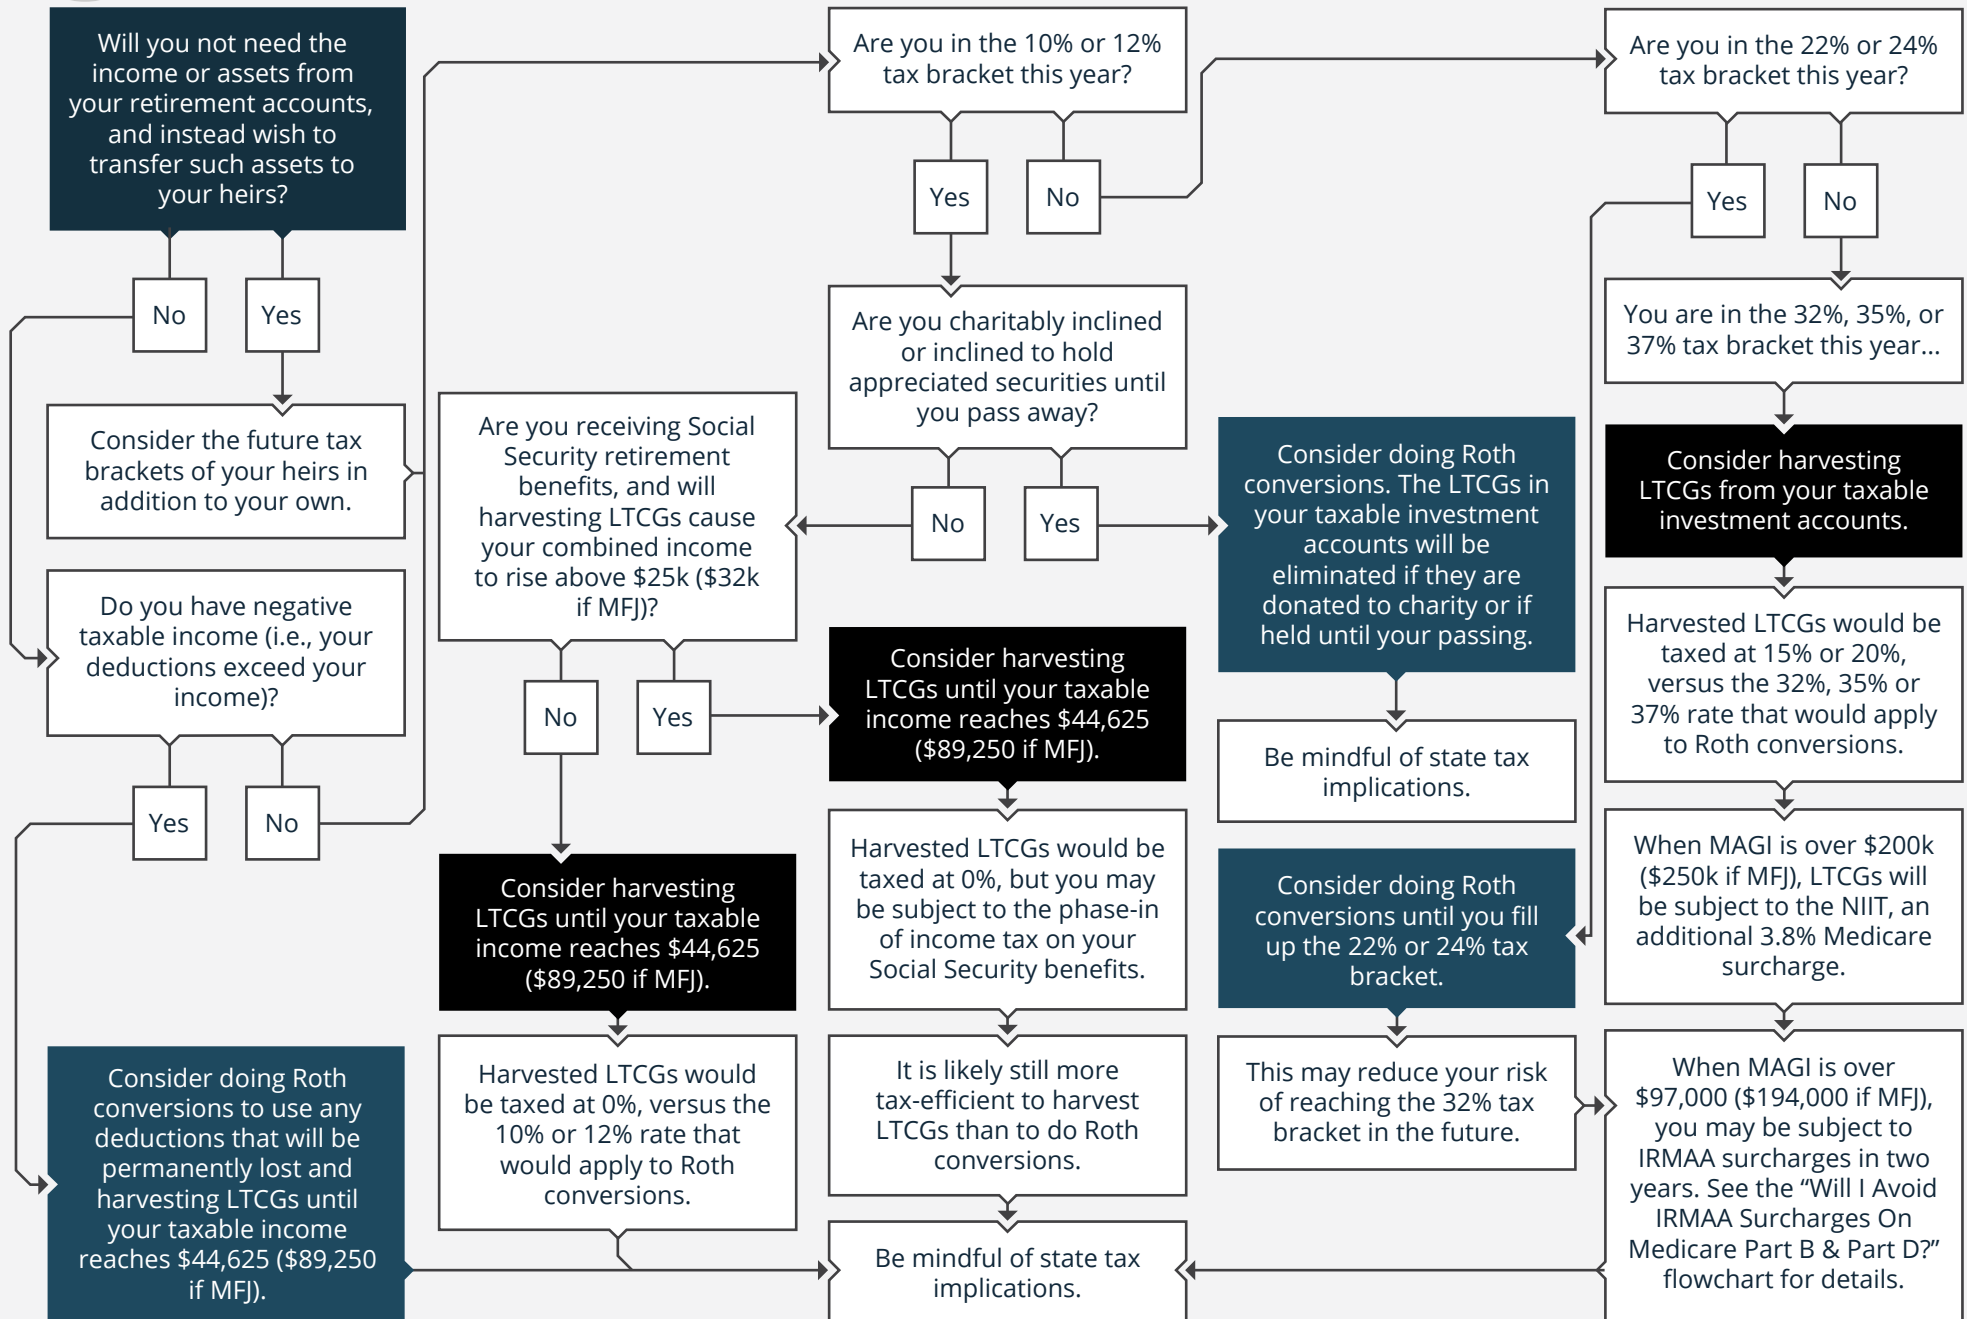 Will you not need the
income or assets from
your retirement accounts,
and instead wish to
transfer such assets to
your heirs?
No
Yes
Consider the future tax
brackets of your heirs in
addition to your own.
Do you have negative
taxable income (i.e., your
deductions exceed your
income)?
Yes
No
Consider doing Roth
conversions to use any
deductions that will be
permanently lost and
harvesting LTCGs until
your taxable income
reaches $44,625 ($89,250
if MFJ).
Are you in the 10% or 12%
tax bracket this year?
Yes
No
Are you charitably inclined
or inclined to hold
appreciated securities until
you pass away?
No
Yes
Are you receiving Social
Security retirement
benefits, and will
harvesting LTCGs cause
your combined income
to rise above $25k ($32k
if MFJ)?
No
Yes
Consider harvesting
LTCGs until your taxable
income reaches $44,625
($89,250 if MFJ).
Harvested LTCGs would
be taxed at 0%, versus the
10% or 12% rate that
would apply to Roth
conversions.
Consider harvesting
LTCGs until your taxable
income reaches $44,625
($89,250 if MFJ).
Harvested LTCGs would be
taxed at 0%, but you may
be subject to the phase-in
of income tax on your
Social Security benefits.
It is likely still more
tax-efficient to harvest
LTCGs than to do Roth
conversions.
Be mindful of state tax
implications.
Consider doing Roth
conversions. The LTCGs in
your taxable investment
accounts will be
eliminated if they are
donated to charity or if
held until your passing.
Be mindful of state tax
implications.
Consider doing Roth
conversions until you fill
up the 22% or 24% tax
bracket.
This may reduce your risk
of reaching the 32% tax
bracket in the future.
Are you in the 22% or 24%
tax bracket this year?
Yes
No
You are in the 32%, 35%, or
37% tax bracket this year...
Consider harvesting
LTCGs from your taxable
investment accounts.
Harvested LTCGs would be
taxed at 15% or 20%,
versus the 32%, 35% or
37% rate that would apply
to Roth conversions.
When MAGI is over $200k
($250k if MFJ), LTCGs will
be subject to the NIIT, an
additional 3.8% Medicare
surcharge.
When MAGI is over
$97,000 ($194,000 if MFJ),
you may be subject to
IRMAA surcharges in two
years. See the “Will I Avoid
IRMAA Surcharges On
Medicare Part B & Part D?”
flowchart for details.